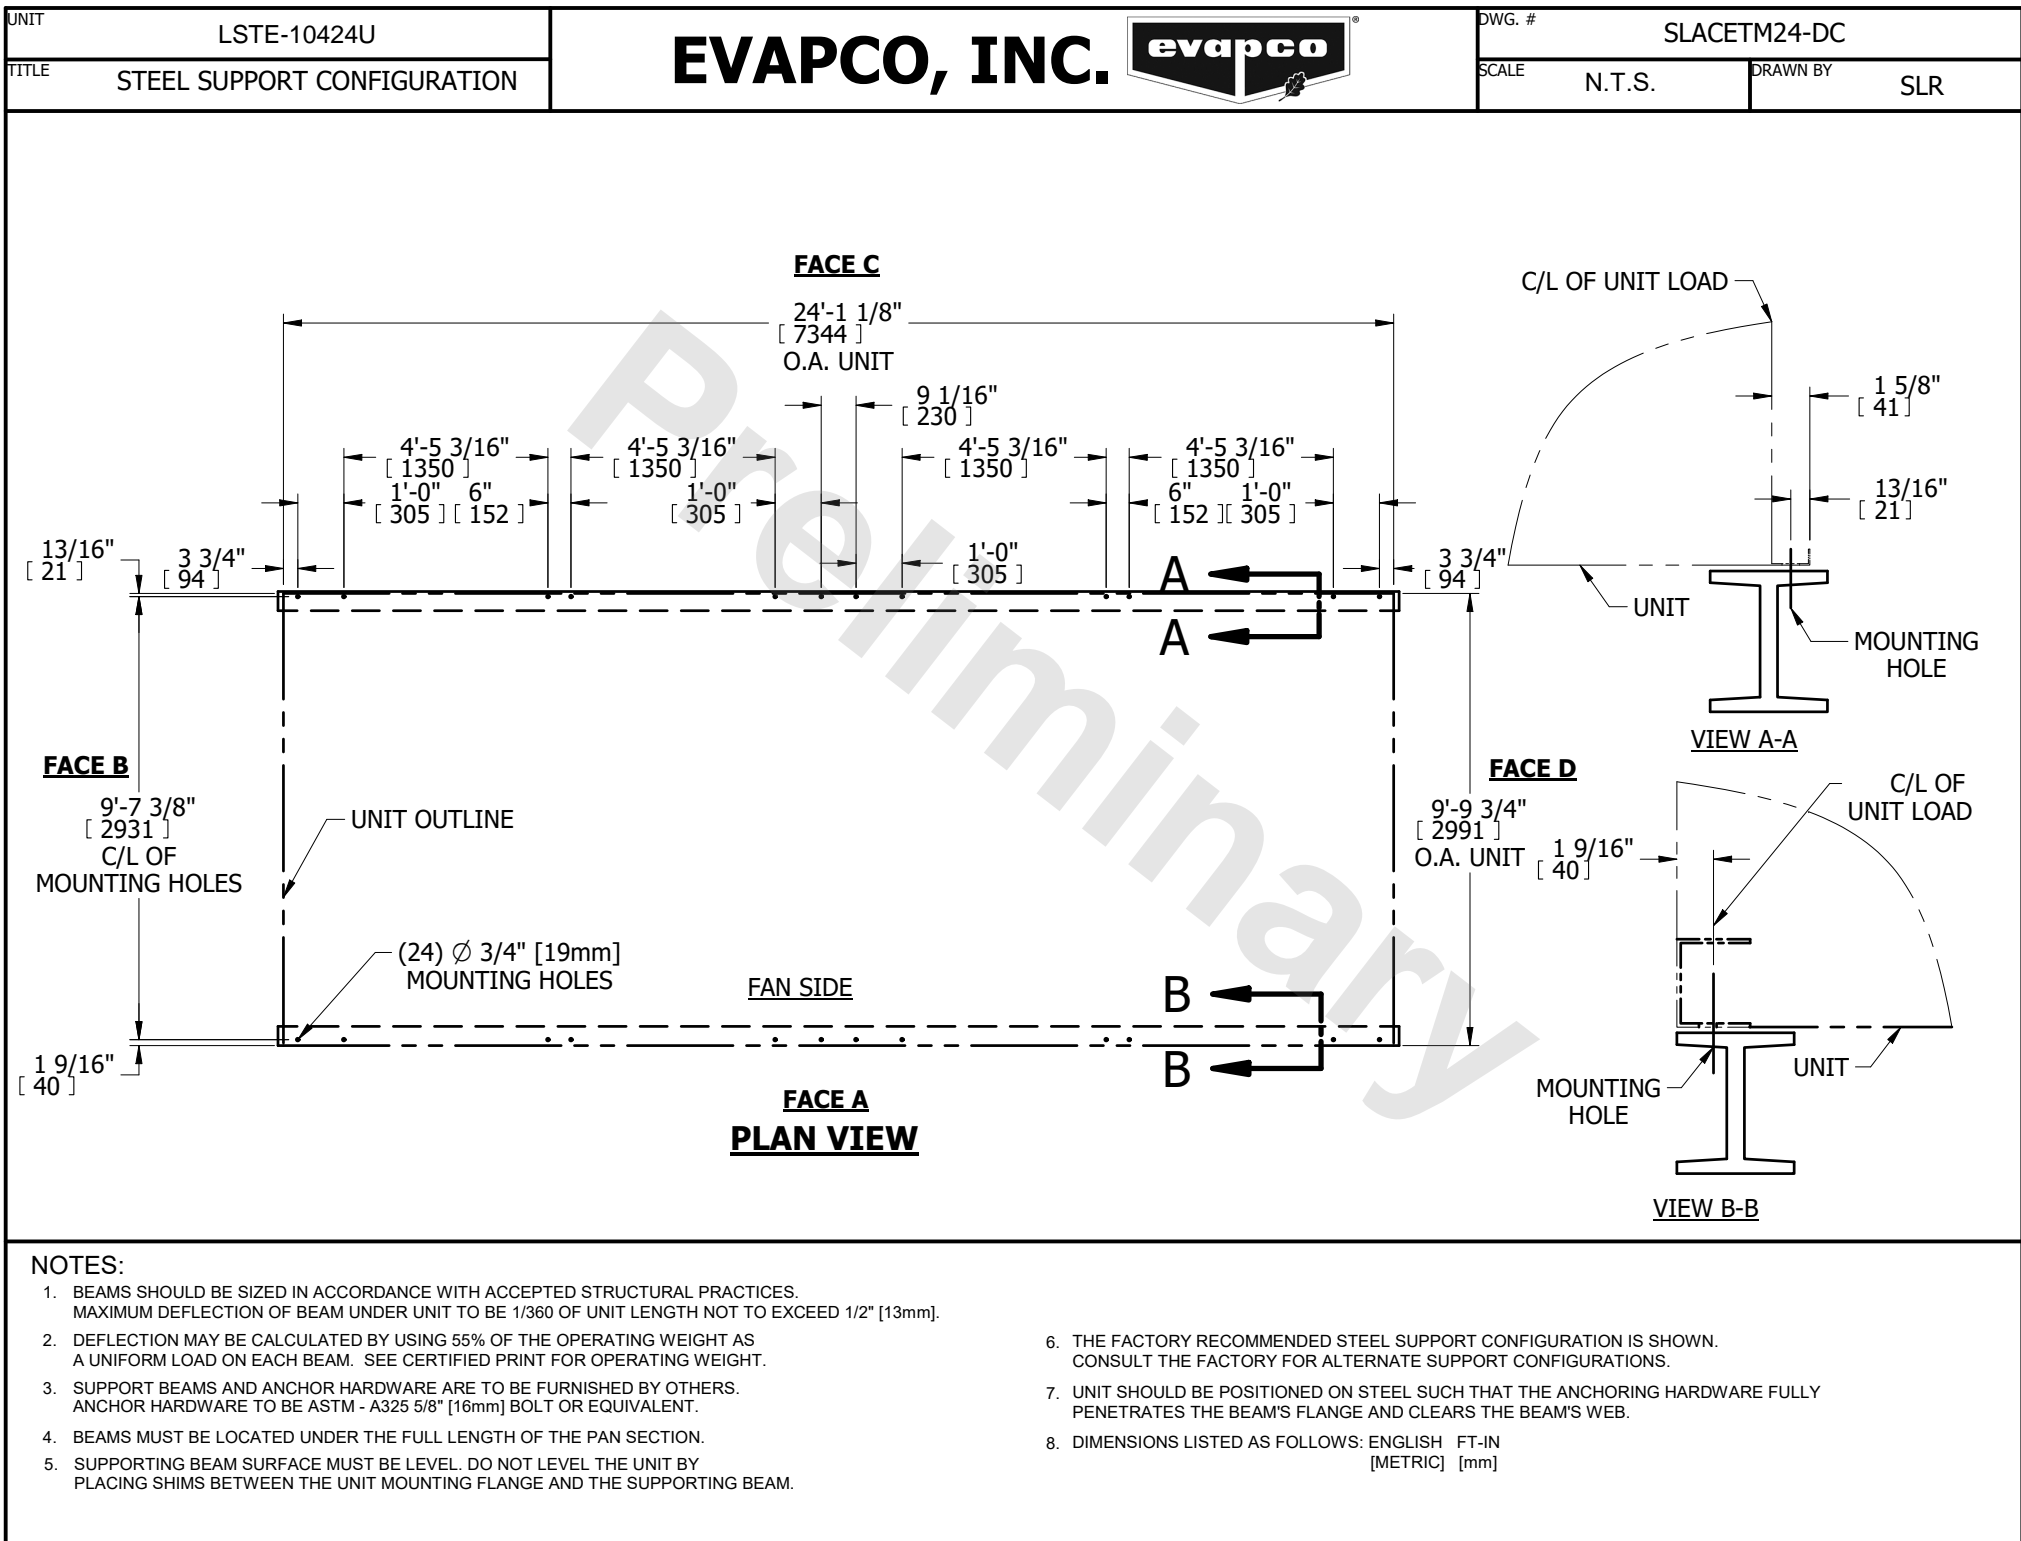 UNIT
LSTE-10424U
TITLE
STEEL SUPPORT CONFIGURATION
EVAPCO, INC.
evapco
®
DWG. #
SLACETM24-DC
SCALE
N.T.S.
DRAWN BY
SLR
FACE C
24'-1 1/8"
[ 7344 ]
O.A. UNIT
9 1/16"
[ 230 ]
4'-5 3/16"
[ 1350 ]
4'-5 3/16"
[ 1350 ]
4'-5 3/16"
[ 1350 ]
4'-5 3/16"
[ 1350 ]
1'-0"
[ 305 ]
6"
[ 152 ]
1'-0"
[ 305 ]
6"
[ 152 ]
1'-0"
[ 305 ]
13/16"
[ 21 ]
3 3/4"
[ 94 ]
1'-0"
[ 305 ]
3 3/4"
[ 94 ]
A
A
FACE B
9'-7 3/8"
[ 2931 ]
C/L OF
MOUNTING HOLES
UNIT OUTLINE
FACE D
9'-9 3/4"
[ 2991 ]
O.A. UNIT
(24) Ø 3/4" [19mm]
MOUNTING HOLES
FAN SIDE
B
B
1 9/16"
[ 40 ]
FACE A
PLAN VIEW
Preliminary
C/L OF UNIT LOAD
1 5/8"
[ 41 ]
13/16"
[ 21 ]
UNIT
MOUNTING
HOLE
VIEW A-A
C/L OF
UNIT LOAD
1 9/16"
[ 40 ]
UNIT
MOUNTING
HOLE
VIEW B-B
NOTES:
1. BEAMS SHOULD BE SIZED IN ACCORDANCE WITH ACCEPTED STRUCTURAL PRACTICES.
MAXIMUM DEFLECTION OF BEAM UNDER UNIT TO BE 1/360 OF UNIT LENGTH NOT TO EXCEED 1/2" [13mm].
2. DEFLECTION MAY BE CALCULATED BY USING 55% OF THE OPERATING WEIGHT AS
A UNIFORM LOAD ON EACH BEAM. SEE CERTIFIED PRINT FOR OPERATING WEIGHT.
3. SUPPORT BEAMS AND ANCHOR HARDWARE ARE TO BE FURNISHED BY OTHERS.
ANCHOR HARDWARE TO BE ASTM - A325 5/8" [16mm] BOLT OR EQUIVALENT.
4. BEAMS MUST BE LOCATED UNDER THE FULL LENGTH OF THE PAN SECTION.
5. SUPPORTING BEAM SURFACE MUST BE LEVEL. DO NOT LEVEL THE UNIT BY
PLACING SHIMS BETWEEN THE UNIT MOUNTING FLANGE AND THE SUPPORTING BEAM.
6. THE FACTORY RECOMMENDED STEEL SUPPORT CONFIGURATION IS SHOWN.
CONSULT THE FACTORY FOR ALTERNATE SUPPORT CONFIGURATIONS.
7. UNIT SHOULD BE POSITIONED ON STEEL SUCH THAT THE ANCHORING HARDWARE FULLY
PENETRATES THE BEAM'S FLANGE AND CLEARS THE BEAM'S WEB.
8. DIMENSIONS LISTED AS FOLLOWS: ENGLISH FT-IN
[METRIC] [mm]